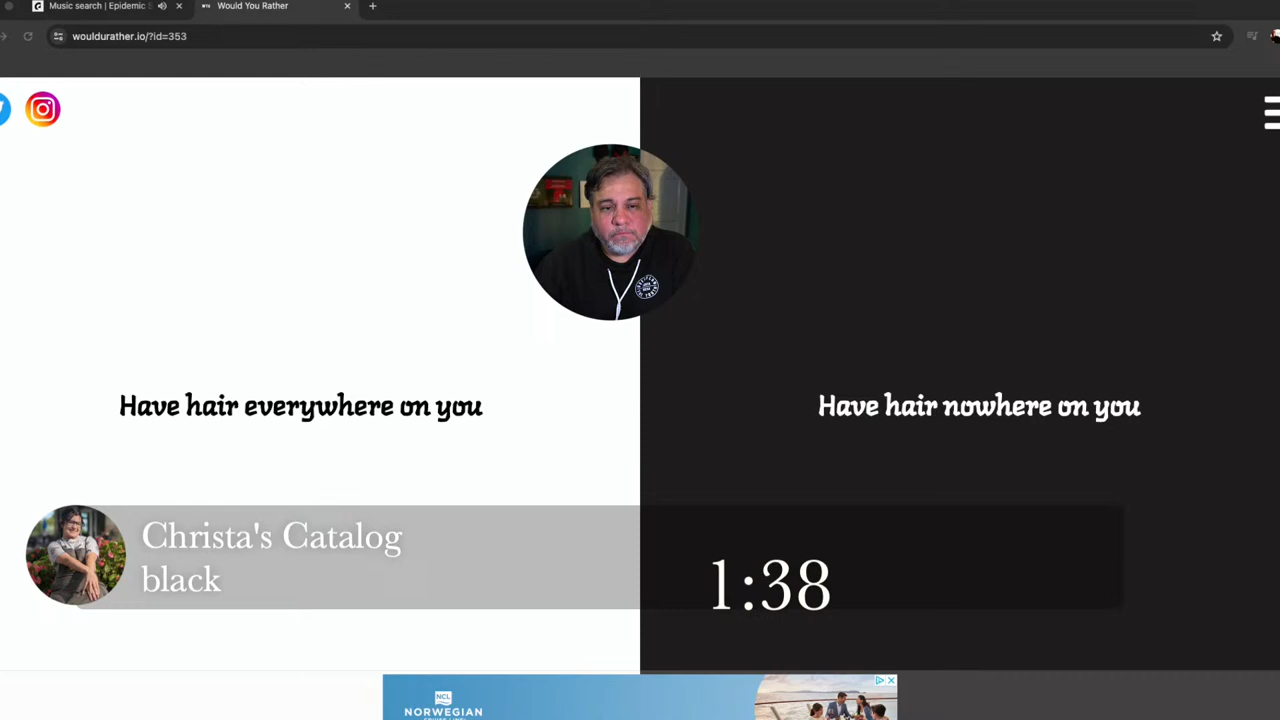 Music search | Epidemic S
Would You Rather
wouldurather.io/?id=353
Have hair everywhere on you
Have hair nowhere on you
Christa's Catalog
black
1:38
NCL
NORWEGIAN